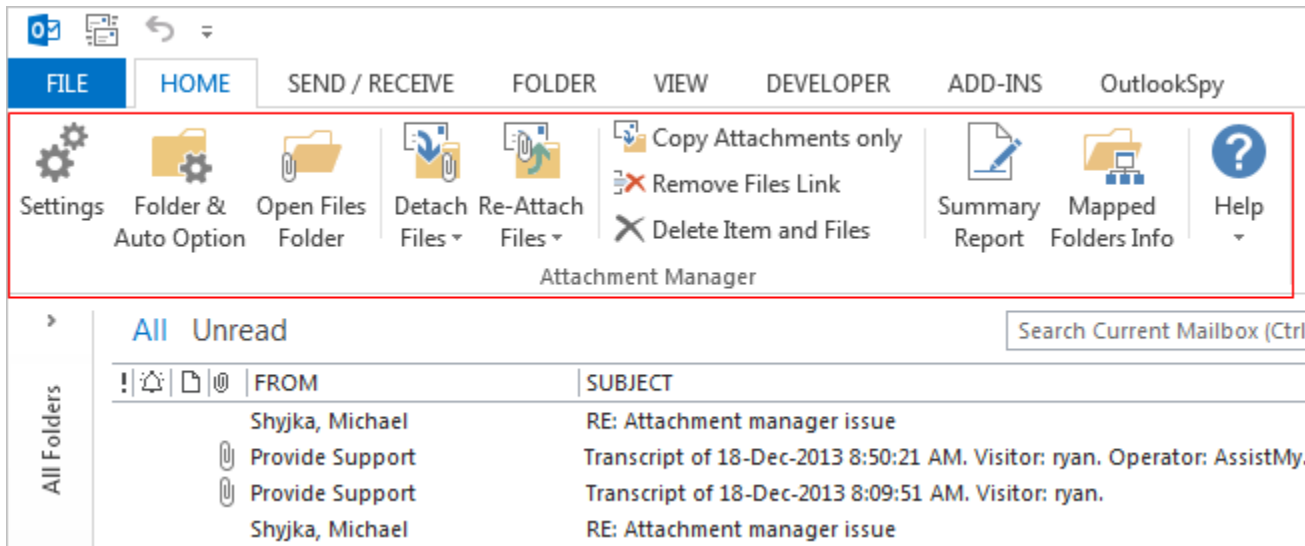 FILE HOME SEND / RECEIVE FOLDER VIEW DEVELOPER ADD-INS OutlookSpy
Settings
Folder &
Auto Option
Open Files
Folder
Detach
Files
Re-Attach
Files
Copy Attachments only
Remove Files Link
Delete Item and Files
Summary
Report
Mapped
Folders Info
Help
Attachment Manager
All Folders
All Unread
Search Current Mailbox (Ctrl
FROM SUBJECT
Shyjka, Michael RE: Attachment manager issue
Provide Support Transcript of 18-Dec-2013 8:50:21 AM. Visitor: ryan. Operator: AssistMy.
Provide Support Transcript of 18-Dec-2013 8:09:51 AM. Visitor: ryan.
Shyjka, Michael RE: Attachment manager issue